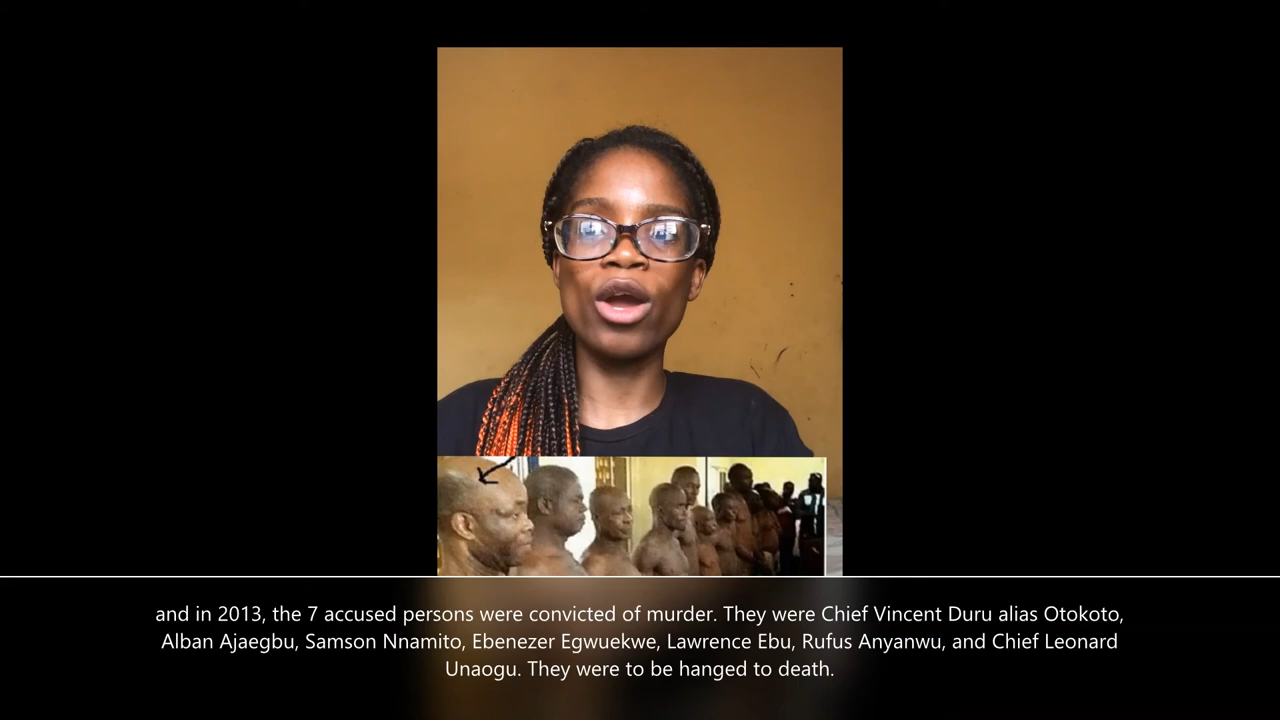 and in 2013, the 7 accused persons were convicted of murder. They were Chief Vincent Duru alias Otokoto,
Alban Ajaegbu, Samson Nnamito, Ebenezer Egwuekwe, Lawrence Ebu, Rufus Anyanwu, and Chief Leonard
Unaogu. They were to be hanged to death.